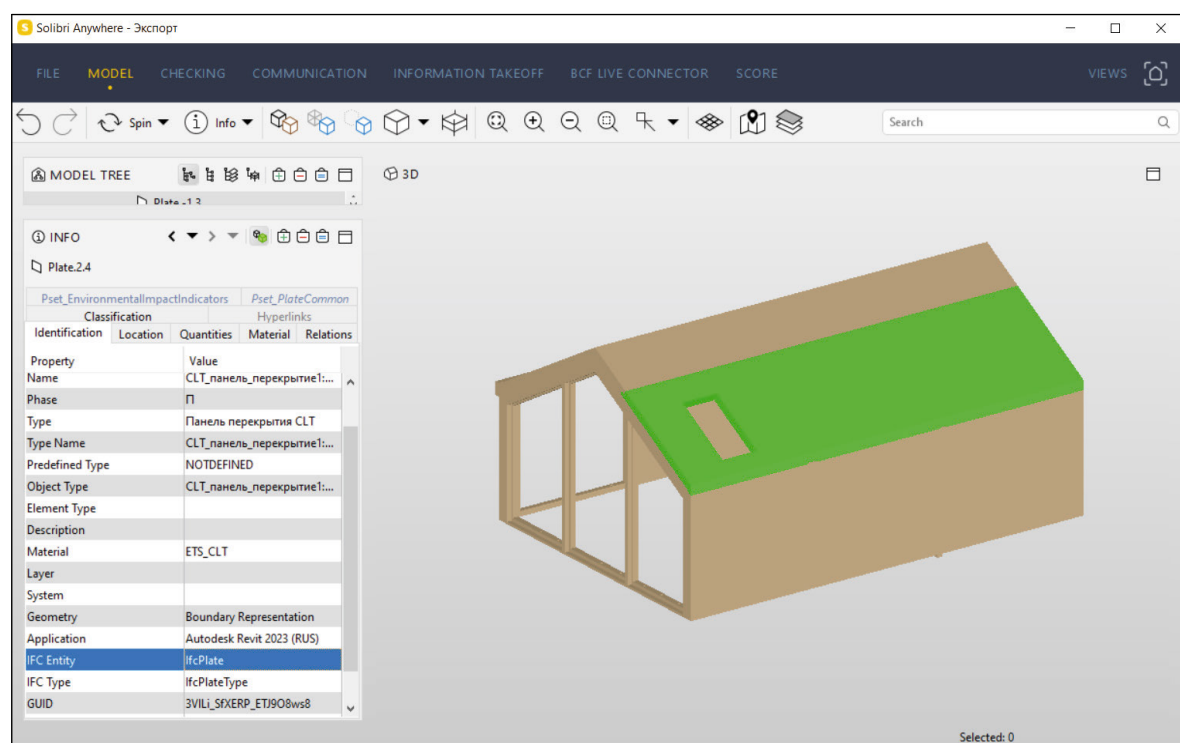 Solibri Anywhere - Экспорт
FILE MODEL CHECKING COMMUNICATION INFORMATION TAKEOFF BCF LIVE CONNECTOR SCORE VIEWS
Spin Info Search
MODEL TREE
3D
Plate.-1.3
INFO
Plate.2.4
Pset_EnvironmentalImpactIndicators Pset_PlateCommon
Classification Hyperlinks
Identification Location Quantities Material Relations
Property Value
Name CLT_панель_перекрытие1:...
Phase П
Type Панель перекрытия CLT
Type Name CLT_панель_перекрытие1:...
Predefined Type NOTDEFINED
Object Type CLT_панель_перекрытие1:...
Element Type
Description
Material ETS_CLT
Layer
System
Geometry Boundary Representation
Application Autodesk Revit 2023 (RUS)
IFC Entity IfcPlate
IFC Type IfcPlateType
GUID 3VILi_SfXERP_ETJ9O8ws8
Selected: 0